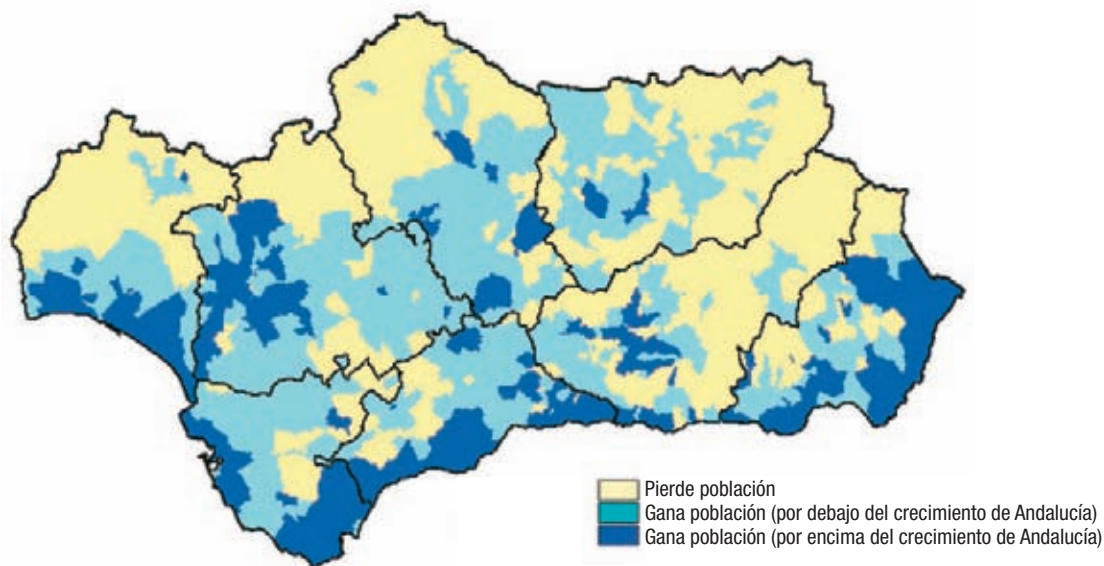 Pierde población
Gana población (por debajo del crecimiento de Andalucía)
Gana población (por encima del crecimiento de Andalucía)